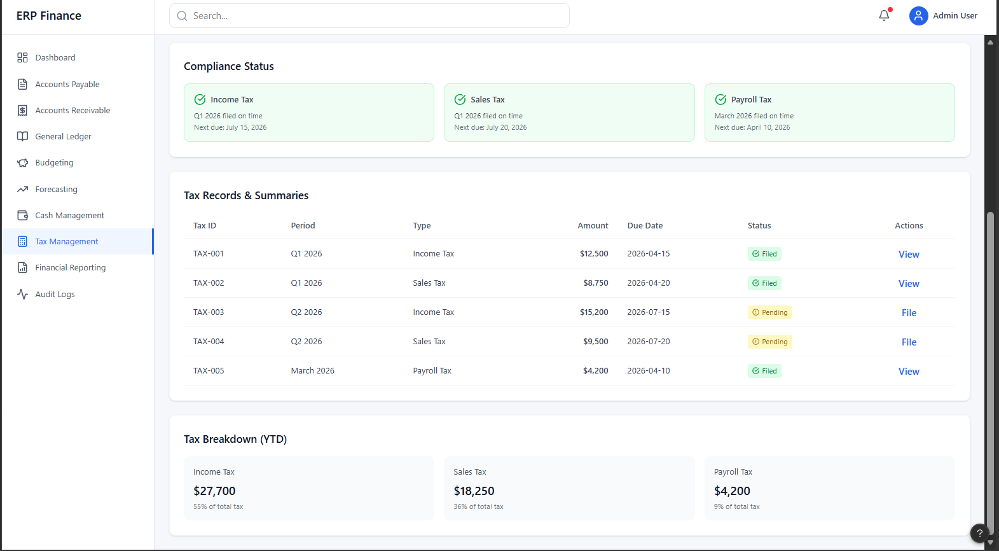 ERP Finance
Search...
Admin User
Dashboard
Accounts Payable
Accounts Receivable
General Ledger
Budgeting
Forecasting
Cash Management
Tax Management
Financial Reporting
Audit Logs
Compliance Status
Income Tax
Q1 2026 filed on time
Next due: July 15, 2026
Sales Tax
Q1 2026 filed on time
Next due: July 20, 2026
Payroll Tax
March 2026 filed on time
Next due: April 10, 2026
Tax Records & Summaries
Tax ID Period Type Amount Due Date Status Actions
TAX-001 Q1 2026 Income Tax $12,500 2026-04-15 Filed View
TAX-002 Q1 2026 Sales Tax $8,750 2026-04-20 Filed View
TAX-003 Q2 2026 Income Tax $15,200 2026-07-15 Pending File
TAX-004 Q2 2026 Sales Tax $9,500 2026-07-20 Pending File
TAX-005 March 2026 Payroll Tax $4,200 2026-04-10 Filed View
Tax Breakdown (YTD)
Income Tax
$27,700
55% of total tax
Sales Tax
$18,250
36% of total tax
Payroll Tax
$4,200
9% of total tax
?